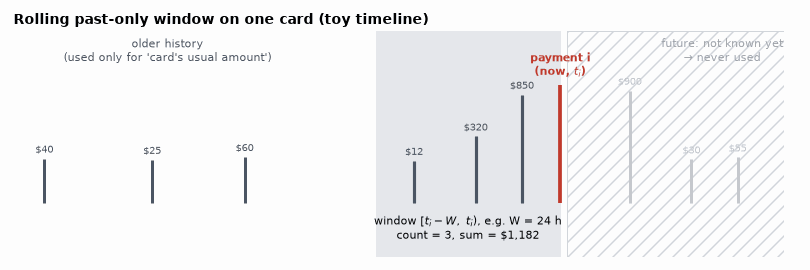 Rolling past-only window on one card (toy timeline)
older history
(used only for 'card's usual amount')
future: not known yet
→ never used
payment i
(now, tᵢ)
$900
$850
$320
$12
$40
$25
$60
$30
$55
window [tᵢ − W, tᵢ), e.g. W = 24 h
count = 3, sum = $1,182